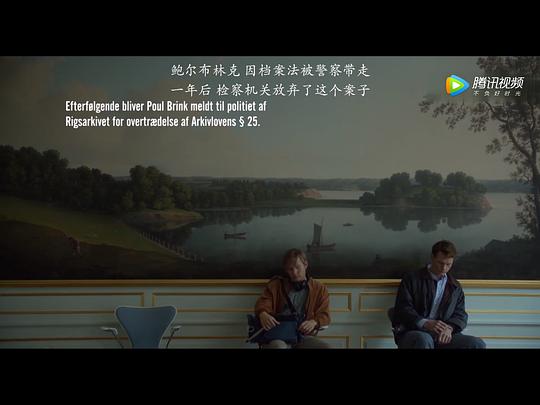 鲍尔布林克 因档案法被警察带走
一年后 检察机关放弃了这个案子
Efterfølgende bliver Poul Brink meldt til politiet af
Rigsarkivet for overtrædelse af Arkivlovens § 25.
腾讯视频
不负好时光